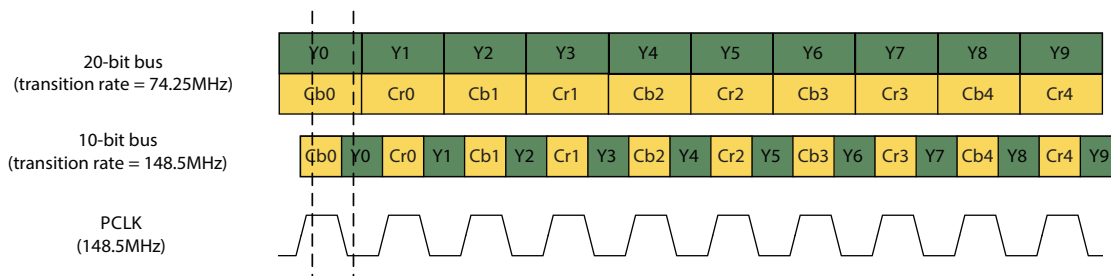 20-bit bus
(transition rate = 74.25MHz)
Y0 Y1 Y2 Y3 Y4 Y5 Y6 Y7 Y8 Y9
Cb0 Cr0 Cb1 Cr1 Cb2 Cr2 Cb3 Cr3 Cb4 Cr4
10-bit bus
(transition rate = 148.5MHz)
Cb0 Y0 Cr0 Y1 Cb1 Y2 Cr1 Y3 Cb2 Y4 Cr2 Y5 Cb3 Y6 Cr3 Y7 Cb4 Y8 Cr4 Y9
PCLK
(148.5MHz)